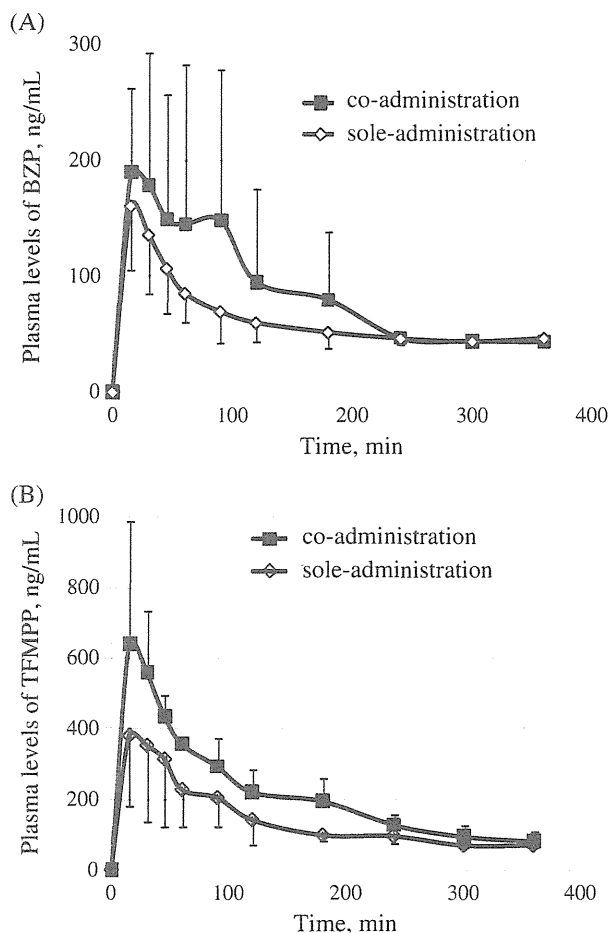 (A)
Plasma levels of BZP, ng/mL
300
200
100
0
co-administration
sole-administration
0 100 200 300 400
Time, min
(B)
Plasma levels of TFMPP, ng/mL
1000
800
600
400
200
0
co-administration
sole-administration
0 100 200 300 400
Time, min